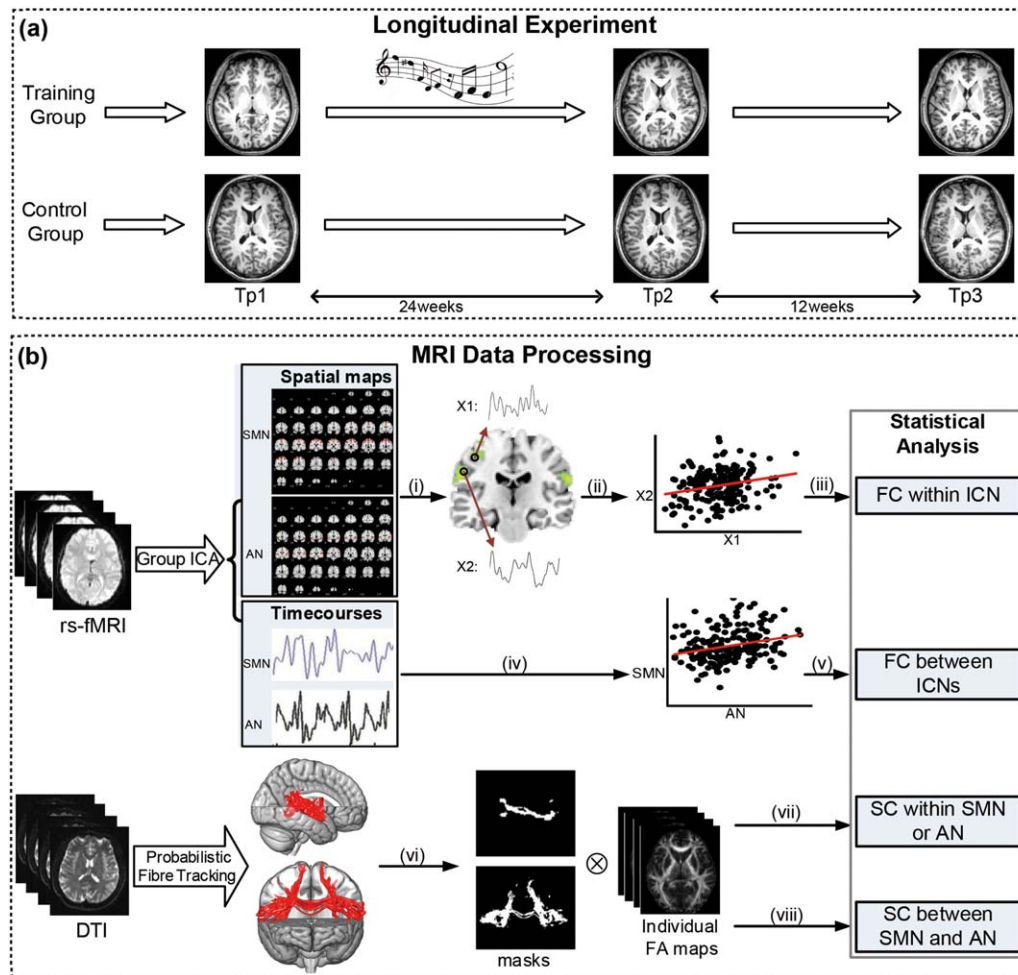 (a)
Longitudinal Experiment
Training
Group
Control
Group
Tp1
Tp2
Tp3
24weeks
12weeks
(b)
MRI Data Processing
Spatial maps
SMN
AN
Timecourses
SMN
AN
rs-fMRI
Group ICA
X1:
X2:
(i)
(ii)
X2
X1
(iii)
(iv)
SMN
AN
(v)
Statistical
Analysis
FC within ICN
FC between
ICNs
DTI
Probabilistic
Fibre Tracking
(vi)
masks
⊗
Individual
FA maps
(vii)
SC within SMN
or AN
(viii)
SC between
SMN and AN